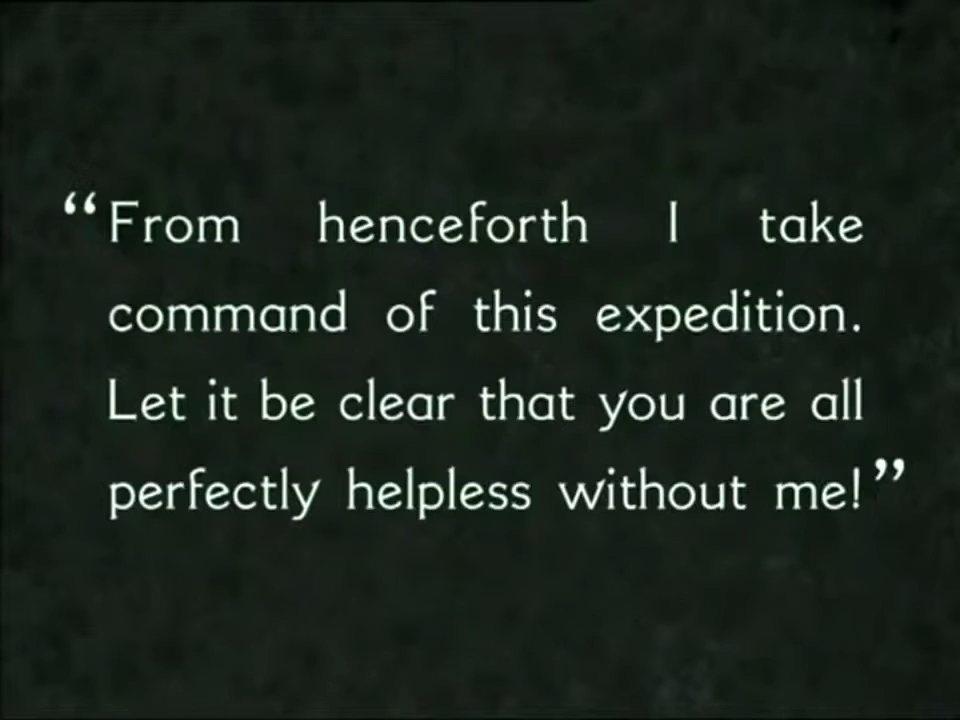 “From henceforth I take
command of this expedition.
Let it be clear that you are all
perfectly helpless without me!”